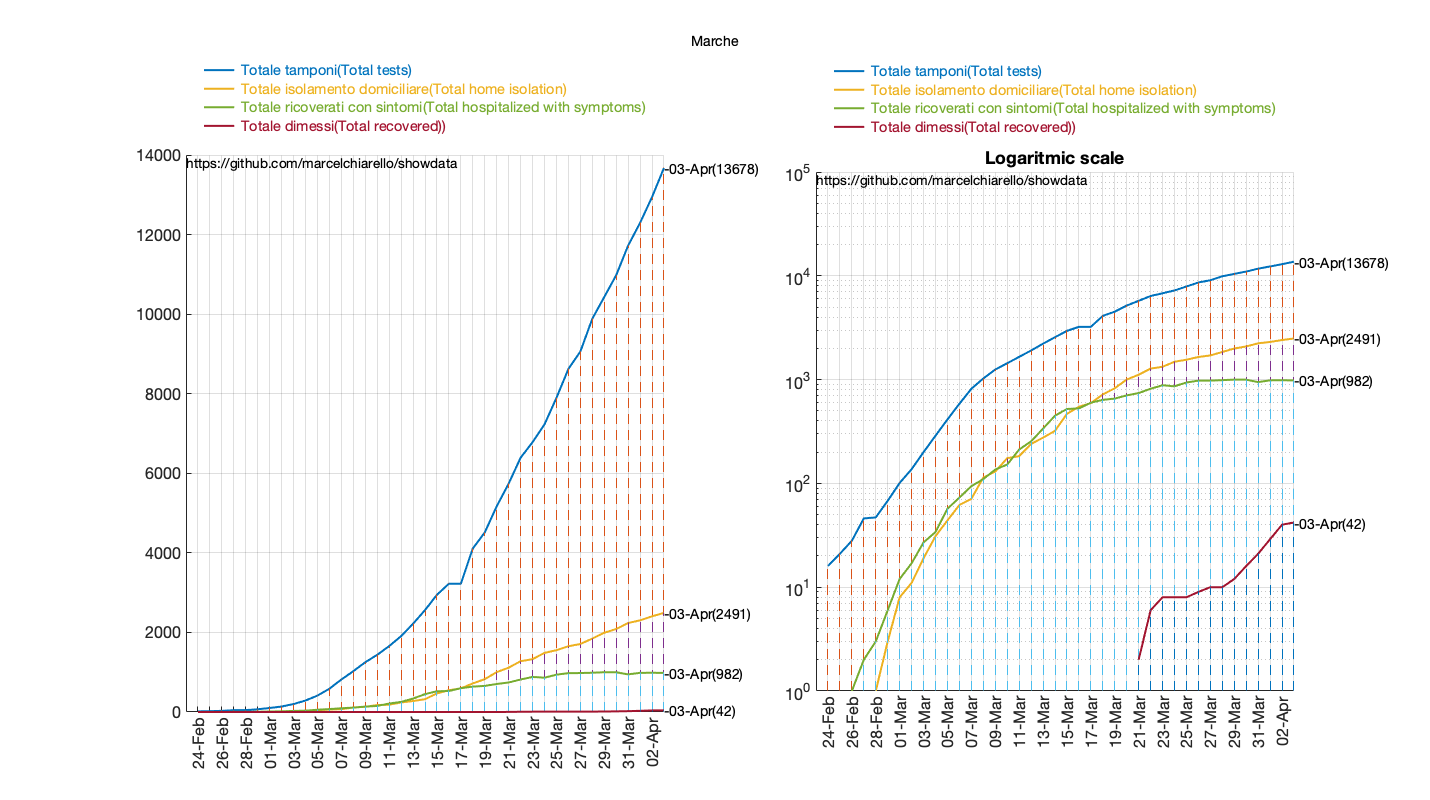 Marche
Totale tamponi(Total tests)
Totale isolamento domiciliare(Total home isolation)
Totale ricoverati con sintomi(Total hospitalized with symptoms)
Totale dimessi(Total recovered))
https://github.com/marcelchiarello/showdata
14000
12000
10000
8000
6000
4000
2000
0
-03-Apr(13678)
-03-Apr(2491)
-03-Apr(982)
-03-Apr(42)
24-Feb
26-Feb
28-Feb
01-Mar
03-Mar
05-Mar
07-Mar
09-Mar
11-Mar
13-Mar
15-Mar
17-Mar
19-Mar
21-Mar
23-Mar
25-Mar
27-Mar
29-Mar
31-Mar
02-Apr
Totale tamponi(Total tests)
Totale isolamento domiciliare(Total home isolation)
Totale ricoverati con sintomi(Total hospitalized with symptoms)
Totale dimessi(Total recovered))
Logaritmic scale
https://github.com/marcelchiarello/showdata
10^5
10^4
10^3
10^2
10^1
10^0
-03-Apr(13678)
-03-Apr(2491)
-03-Apr(982)
-03-Apr(42)
24-Feb
26-Feb
28-Feb
01-Mar
03-Mar
05-Mar
07-Mar
09-Mar
11-Mar
13-Mar
15-Mar
17-Mar
19-Mar
21-Mar
23-Mar
25-Mar
27-Mar
29-Mar
31-Mar
02-Apr